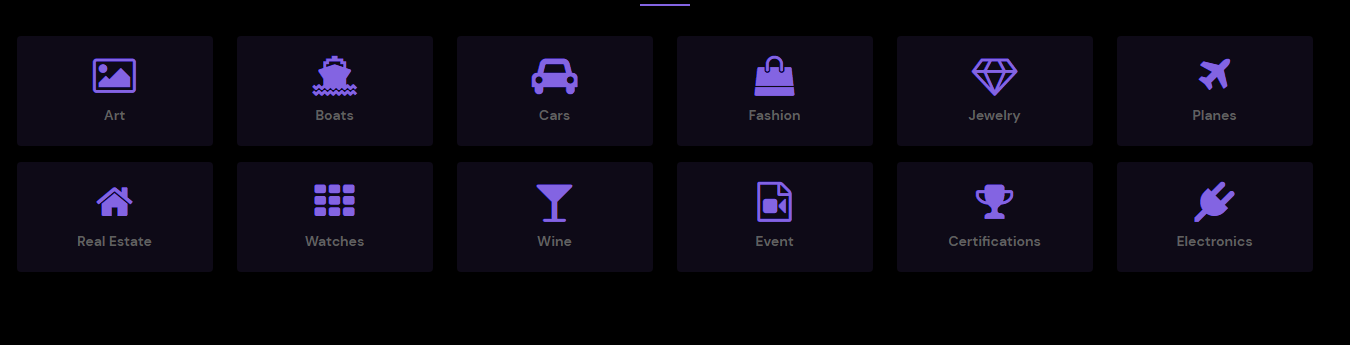 Art
Boats
Cars
Fashion
Jewelry
Planes
Real Estate
Watches
Wine
Event
Certifications
Electronics